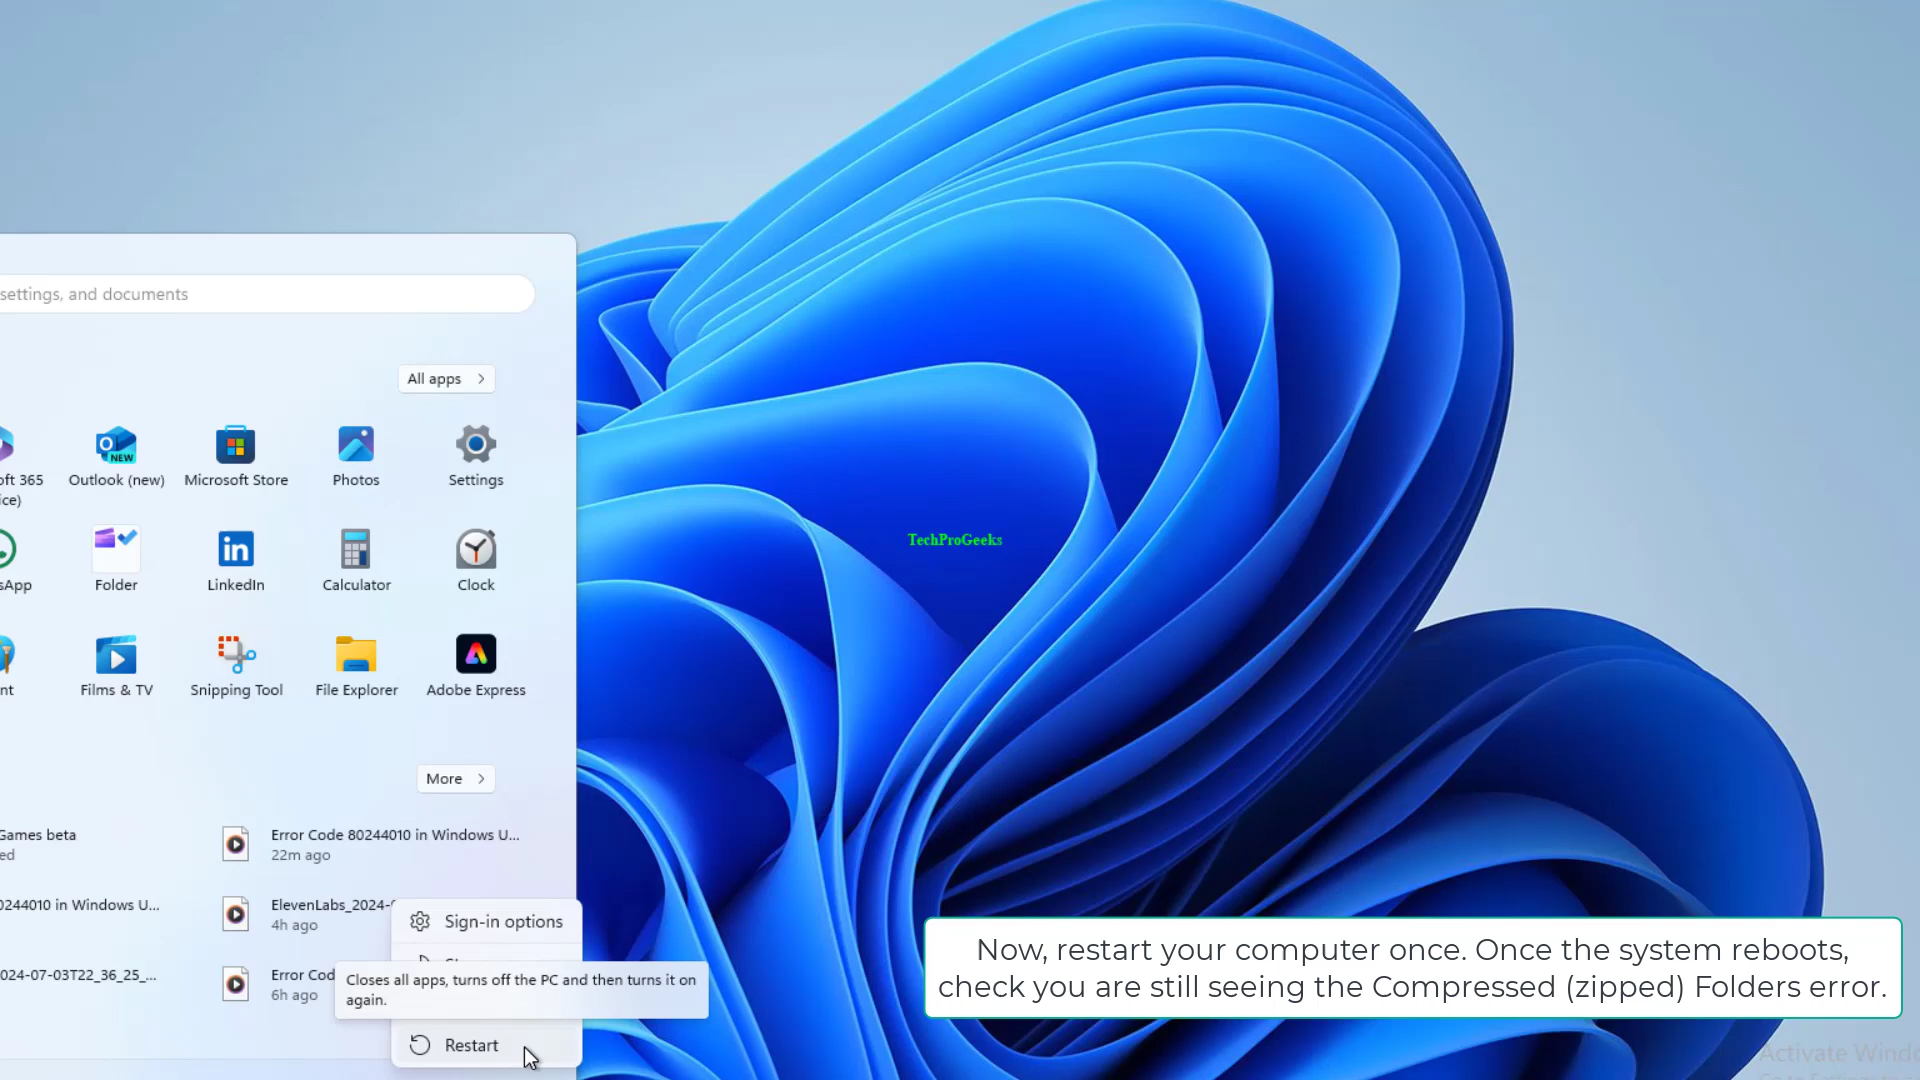 settings, and documents
All apps
oft 365
ice)
Outlook (new)
NEW
Microsoft Store
Photos
Settings
sApp
Folder
LinkedIn
Calculator
Clock
nt
Films & TV
Snipping Tool
File Explorer
Adobe Express
TechProGeeks
More
Games beta
ed
Error Code 80244010 in Windows U...
22m ago
0244010 in Windows U...
ElevenLabs_2024-
4h ago
024-07-03T22_36_25_...
Error Cod
6h ago
Sign-in options
Closes all apps, turns off the PC and then turns it on
again.
Restart
Now, restart your computer once. Once the system reboots,
check you are still seeing the Compressed (zipped) Folders error.
Activate Windo